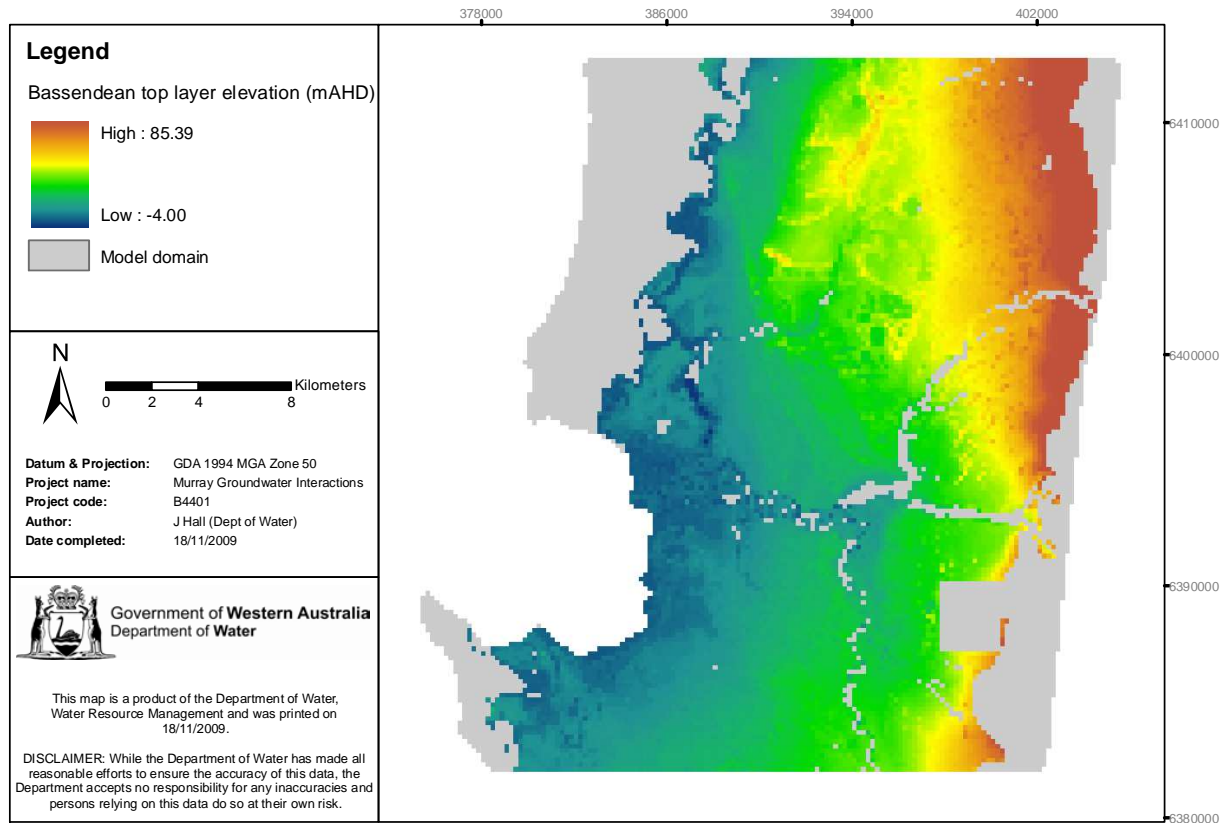 378000 386000 394000 402000
Legend
Bassendean top layer elevation (mAHD)
High : 85.39
Low : -4.00
Model domain
6410000
6400000
6390000
6380000
N
Kilometers
0 2 4 8
Datum & Projection: GDA 1994 MGA Zone 50
Project name: Murray Groundwater Interactions
Project code: B4401
Author: J Hall (Dept of Water)
Date completed: 18/11/2009
Government of Western Australia
Department of Water
This map is a product of the Department of Water,
Water Resource Management and was printed on
18/11/2009.
DISCLAIMER: While the Department of Water has made all
reasonable efforts to ensure the accuracy of this data, the
Department accepts no responsibility for any inaccuracies and
persons relying on this data do so at their own risk.